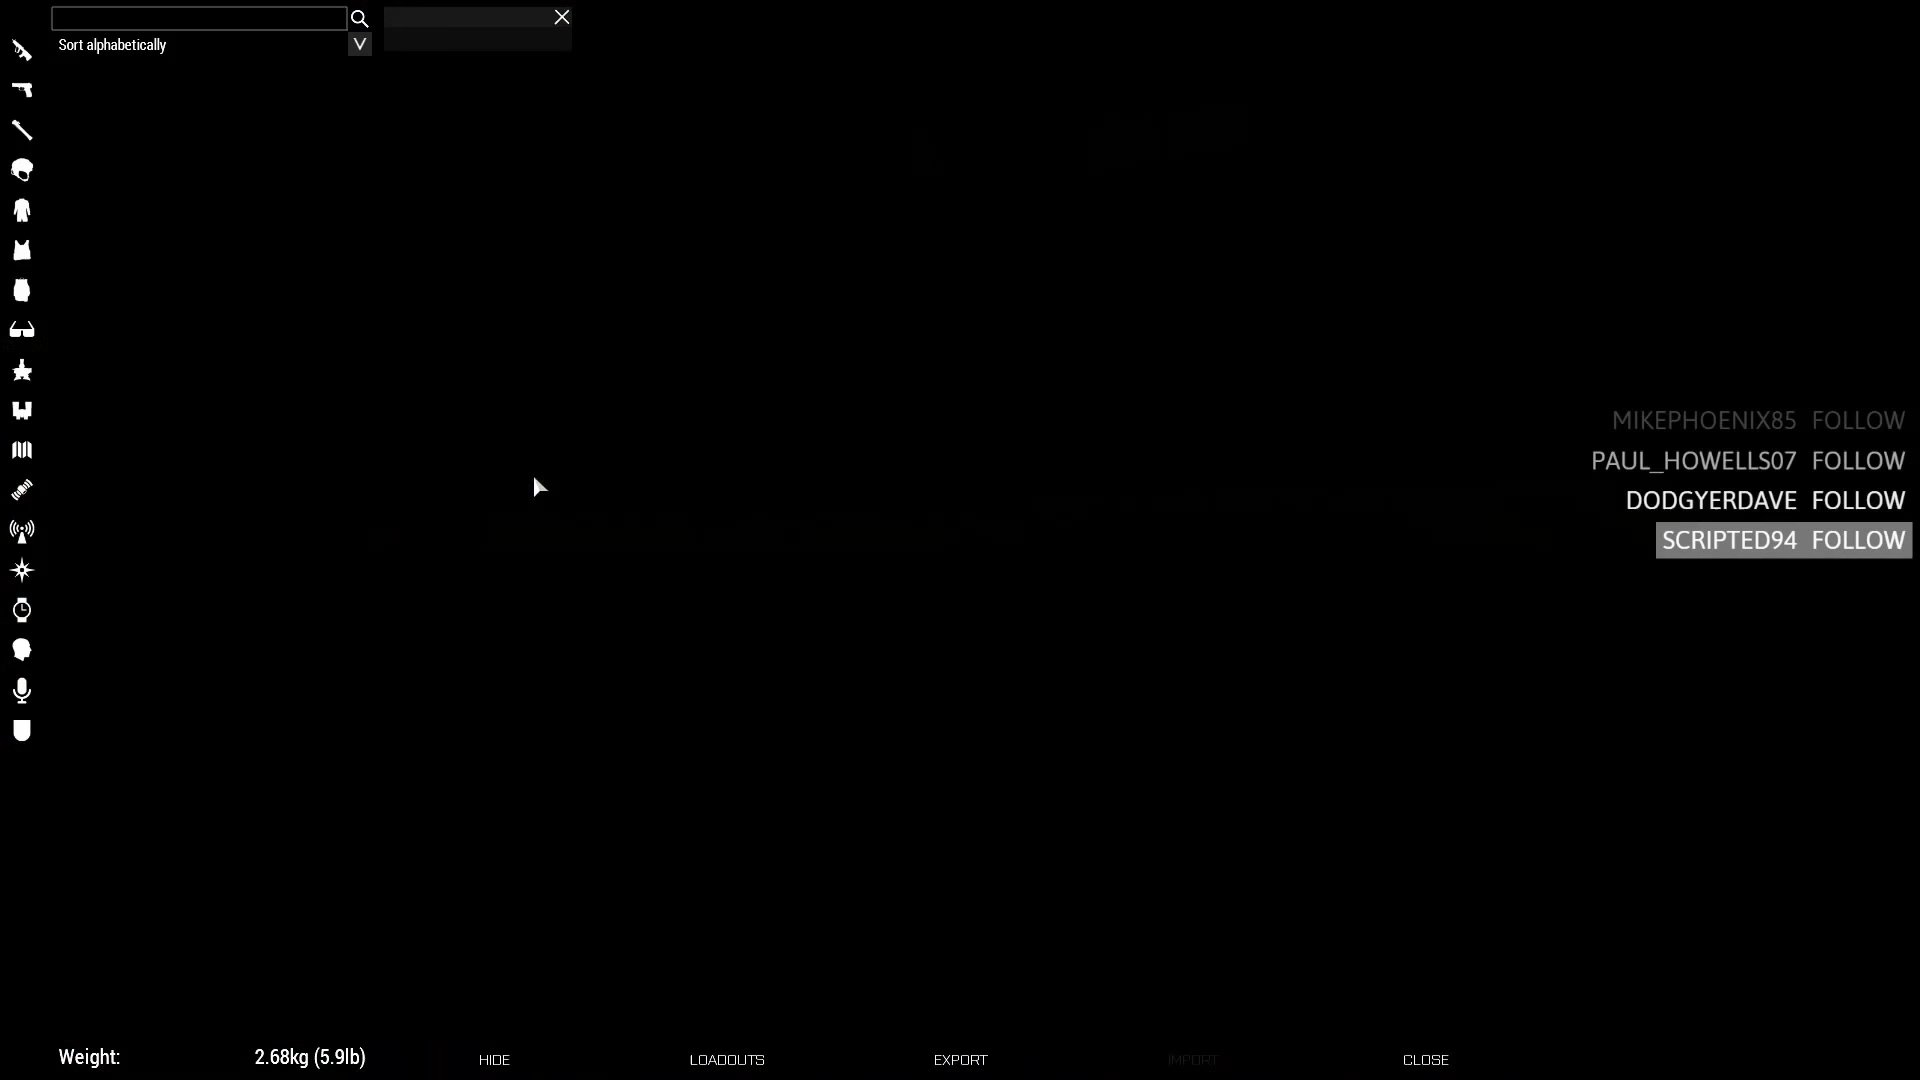 Sort alphabetically
MIKEPHOENIX85 FOLLOW
PAUL_HOWELLS07 FOLLOW
DODGYERDAVE FOLLOW
SCRIPTED94 FOLLOW
Weight: 2.68kg (5.9lb)
HIDE LOADOUTS EXPORT IMPORT CLOSE